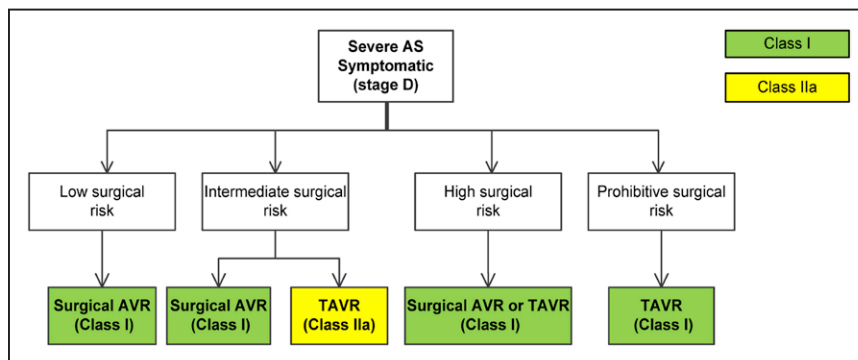 Severe AS
Symptomatic
(stage D)
Class I
Class IIa
Low surgical
risk
Intermediate surgical
risk
High surgical
risk
Prohibitive surgical
risk
Surgical AVR
(Class I)
Surgical AVR
(Class I)
TAVR
(Class IIa)
Surgical AVR or TAVR
(Class I)
TAVR
(Class I)